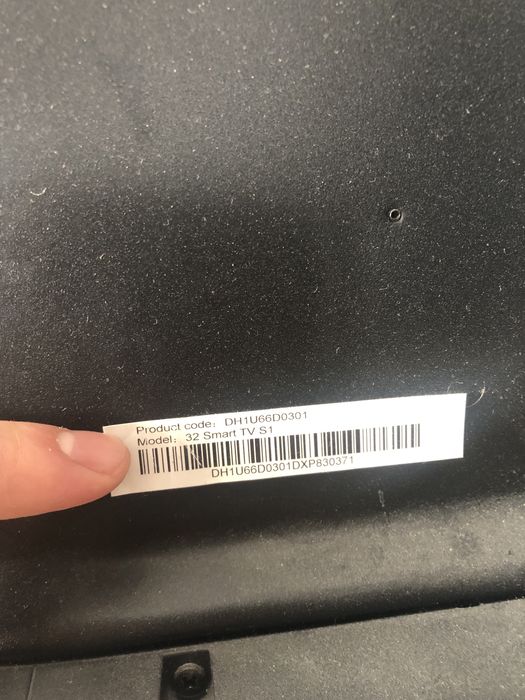 Product code: DH1U66D0301
Model: 32 Smart TV S1
DH1U66D0301DXP830371